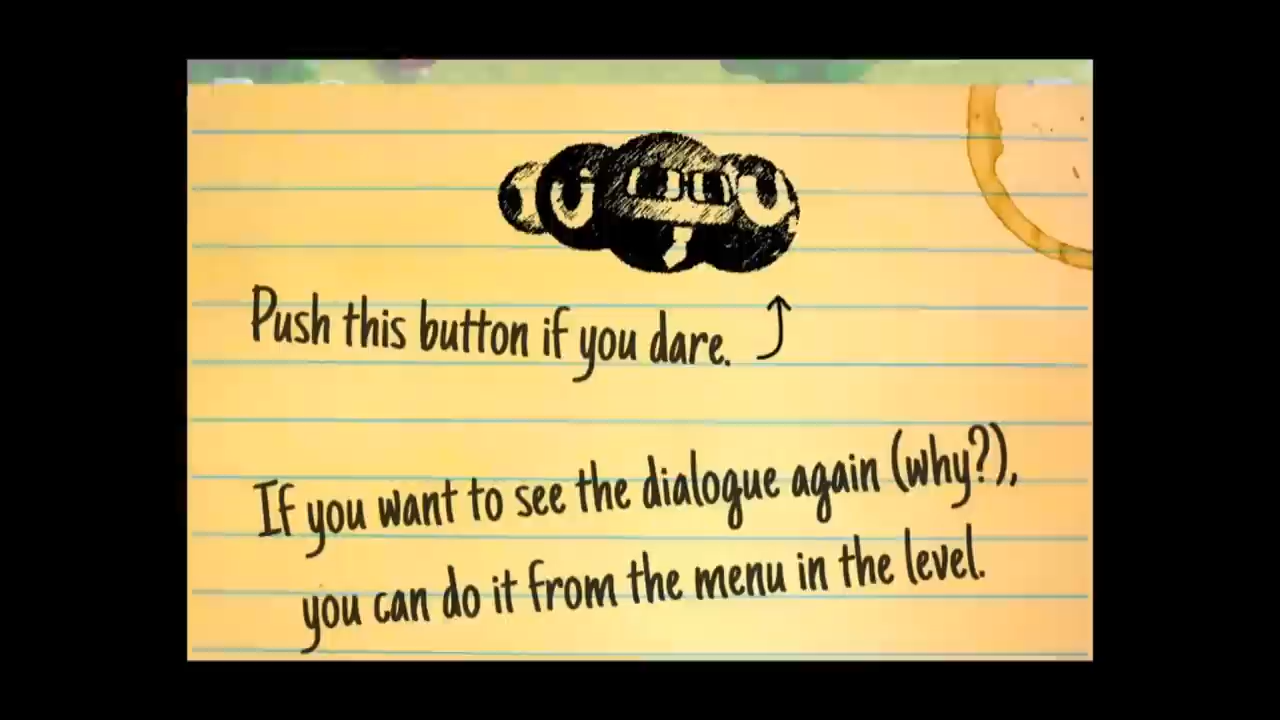 Push this button if you dare.
If you want to see the dialogue again (why?),
you can do it from the menu in the level.